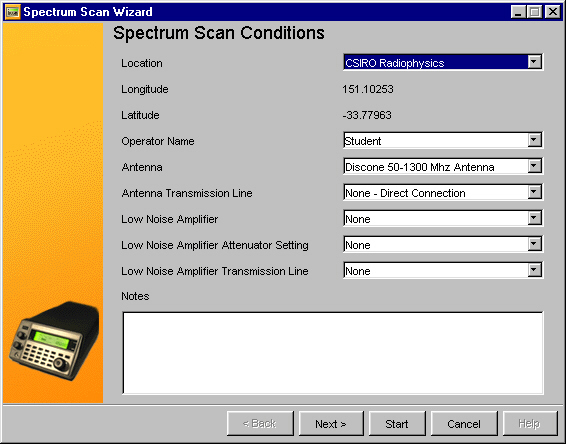 Spectrum Scan Wizard
Spectrum Scan Conditions
Location CSIRO Radiophysics
Longitude 151.10253
Latitude -33.77963
Operator Name Student
Antenna Discone 50-1300 Mhz Antenna
Antenna Transmission Line None - Direct Connection
Low Noise Amplifier None
Low Noise Amplifier Attenuator Setting None
Low Noise Amplifier Transmission Line None
Notes
< Back Next > Start Cancel Help